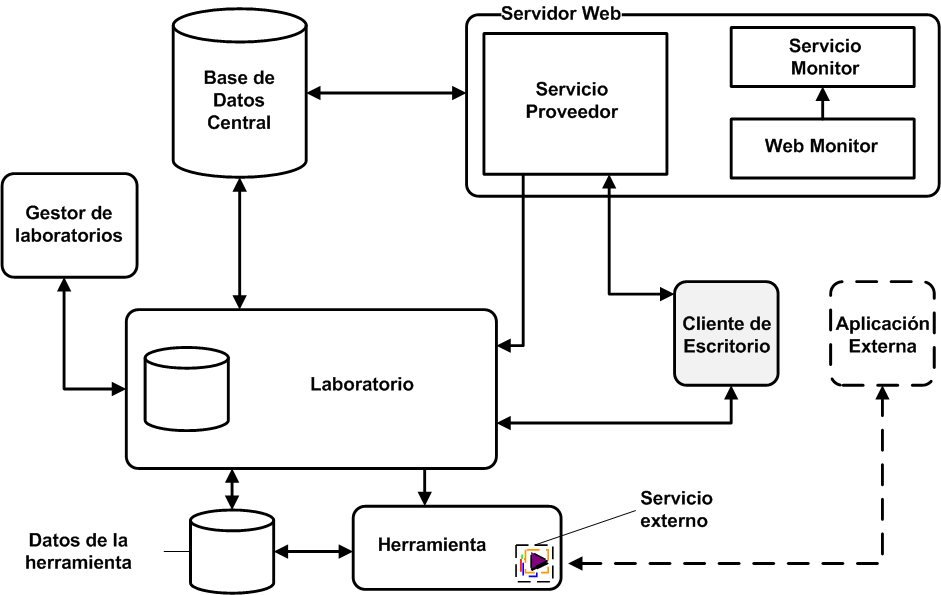 Servidor Web
Base de
Datos
Central
Servicio
Proveedor
Servicio
Monitor
Web Monitor
Gestor de
laboratorios
Cliente de
Escritorio
Aplicación
Externa
Laboratorio
Servicio
externo
Datos de la
herramienta
Herramienta